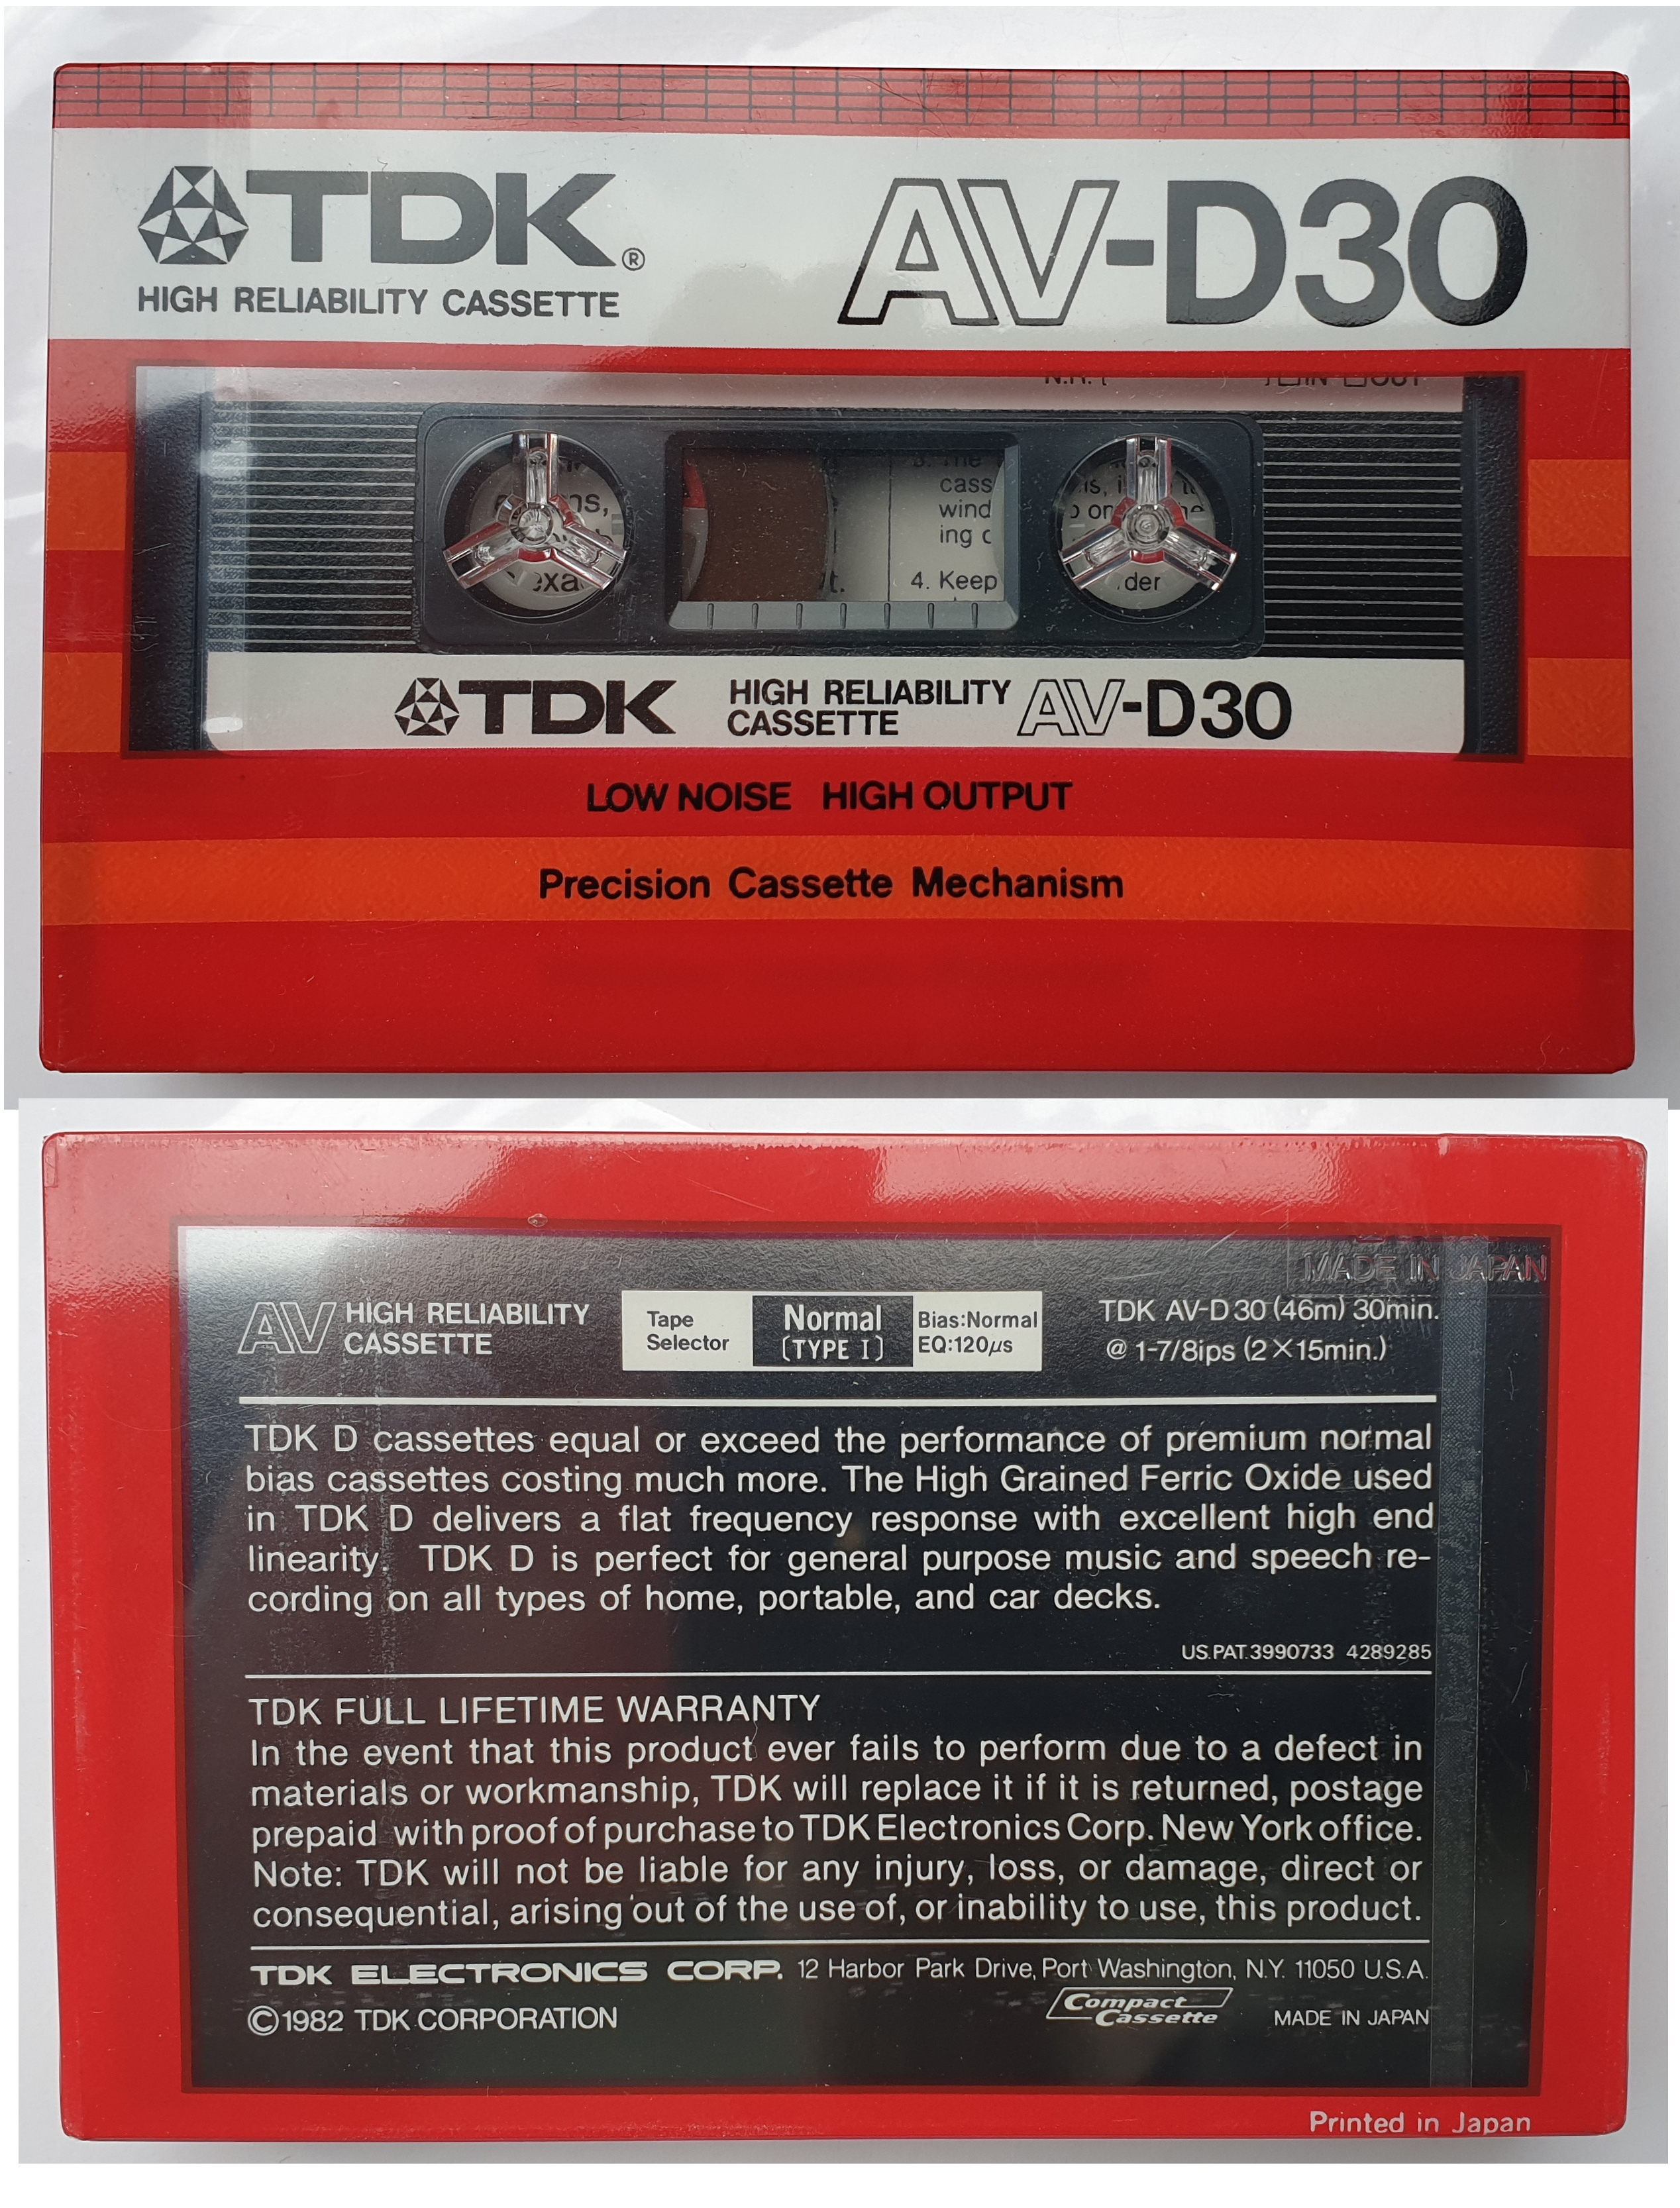 TDK®
HIGH RELIABILITY CASSETTE
AV-D30
3. The
cass
wind
ing c
4. Keep
exa
der
TDK HIGH RELIABILITY CASSETTE AV-D30
LOW NOISE HIGH OUTPUT
Precision Cassette Mechanism
MADE IN JAPAN
AV HIGH RELIABILITY
CASSETTE
Tape
Selector
Normal
(TYPE I)
Bias:Normal
EQ:120μs
TDK AV-D30 (46m) 30min.
@ 1-7/8ips (2×15min.)
TDK D cassettes equal or exceed the performance of premium normal
bias cassettes costing much more. The High Grained Ferric Oxide used
in TDK D delivers a flat frequency response with excellent high end
linearity. TDK D is perfect for general purpose music and speech re-
cording on all types of home, portable, and car decks.
US.PAT.3990733 4289285
TDK FULL LIFETIME WARRANTY
In the event that this product ever fails to perform due to a defect in
materials or workmanship, TDK will replace it if it is returned, postage
prepaid with proof of purchase to TDK Electronics Corp. New York office.
Note: TDK will not be liable for any injury, loss, or damage, direct or
consequential, arising out of the use of, or inability to use, this product.
TDK ELECTRONICS CORP. 12 Harbor Park Drive, Port Washington, N.Y. 11050 U.S.A.
©1982 TDK CORPORATION
Compact
Cassette
MADE IN JAPAN
Printed in Japan